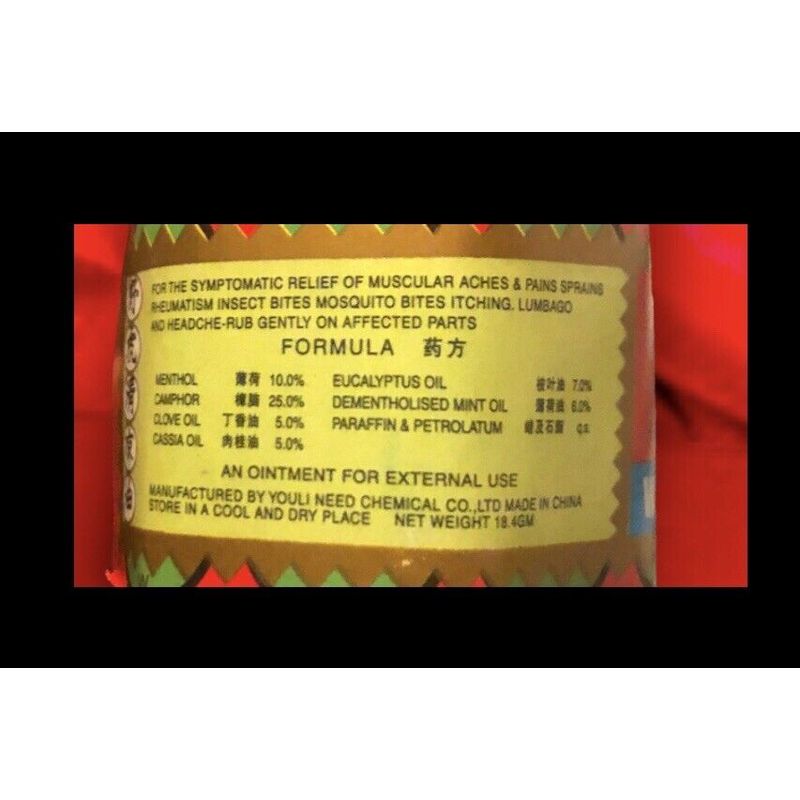 FOR THE SYMPTOMATIC RELIEF OF MUSCULAR ACHES & PAINS SPRAINS
RHEUMATISM INSECT BITES MOSQUITO BITES ITCHING. LUMBAGO
AND HEADCHE-RUB GENTLY ON AFFECTED PARTS
FORMULA 药方
MENTHOL 薄荷 10.0% EUCALYPTUS OIL 桉叶油 7.0%
CAMPHOR 樟脑 25.0% DEMENTHOLISED MINT OIL 薄荷油 6.0%
CLOVE OIL 丁香油 5.0% PARAFFIN & PETROLATUM 蜡及石脂 q.s
CASSIA OIL 肉桂油 5.0%
AN OINTMENT FOR EXTERNAL USE
MANUFACTURED BY YOULI NEED CHEMICAL CO.,LTD MADE IN CHINA
STORE IN A COOL AND DRY PLACE NET WEIGHT 18.4GM